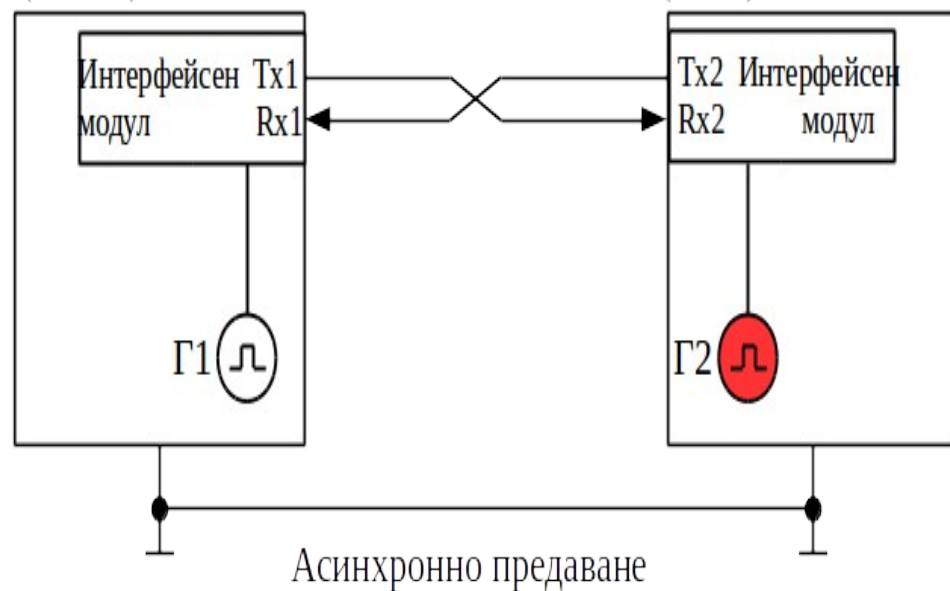 Интерфейсен Tx1
модул Rx1
Tx2 Интерфейсен
Rx2 модул
Г1
Г2
Асинхронно предаване